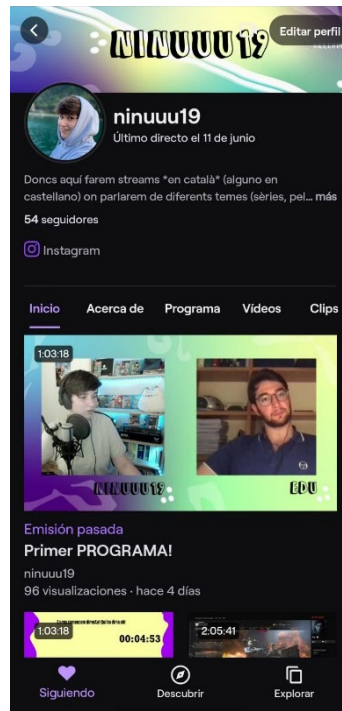 NINUUU19
Editar perfil
ninuuu19
Último directo el 11 de junio
Doncs aquí farem streams *en català* (alguno en
castellano) on parlarem de diferents temes (sèries, pel... más
54 seguidores
Instagram
Inicio Acerca de Programa Vídeos Clips
1:03:18
NINUUU19 EDU
Emisión pasada
Primer PROGRAMA!
ninuuu19
96 visualizaciones · hace 4 días
1:03:18
00:04:53
2:05:41
Siguiendo Descubrir Explorar